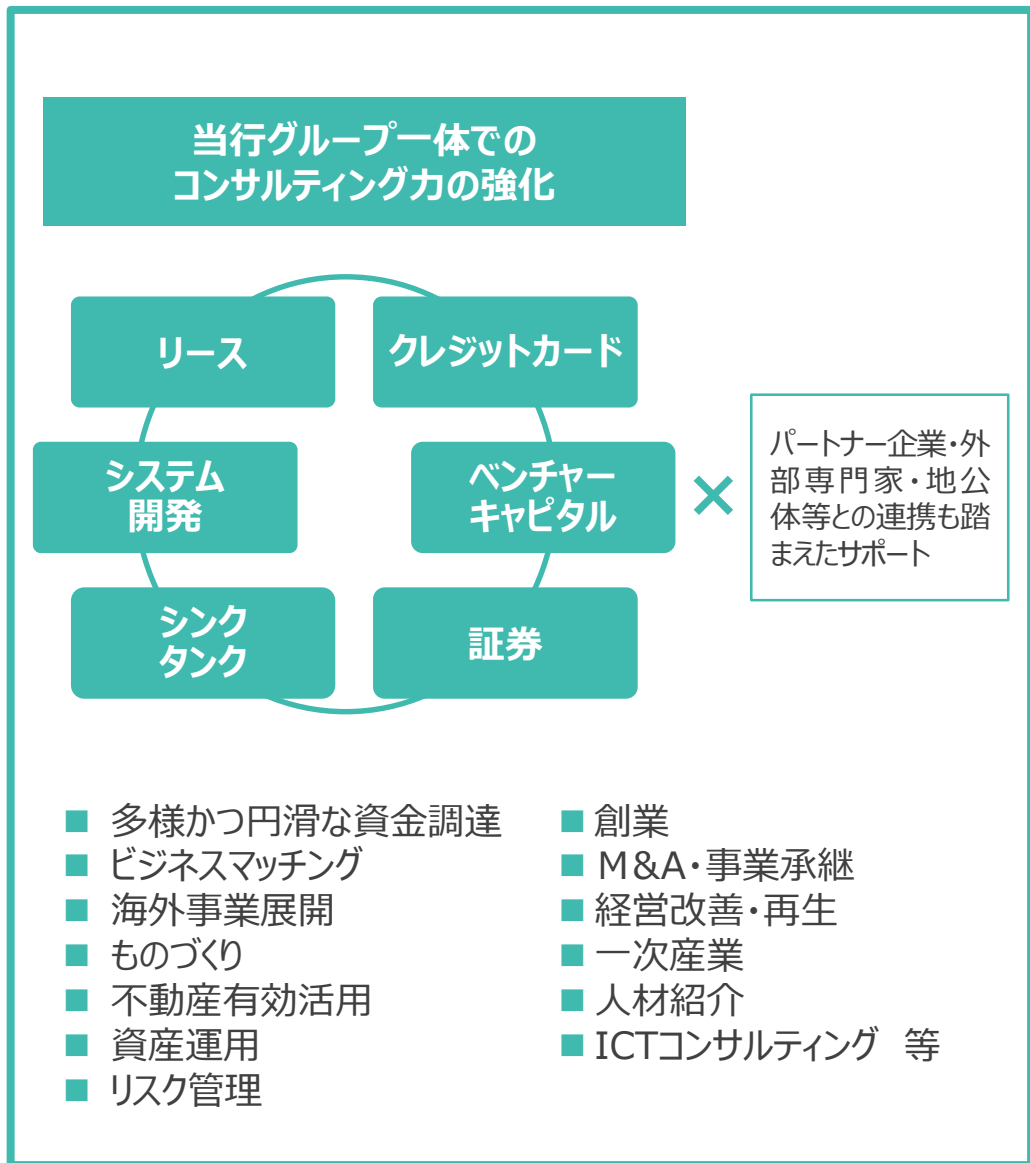 当行グループ一体での
コンサルティング力の強化
リース
クレジットカード
システム
開発
ベンチャー
キャピタル
シンク
タンク
証券
×
パートナー企業・外
部専門家・地公
体等との連携も踏
まえたサポート
■ 多様かつ円滑な資金調達
■ ビジネスマッチング
■ 海外事業展開
■ ものづくり
■ 不動産有効活用
■ 資産運用
■ リスク管理
■ 創業
■ M&A・事業承継
■ 経営改善・再生
■ 一次産業
■ 人材紹介
■ ICTコンサルティング 等